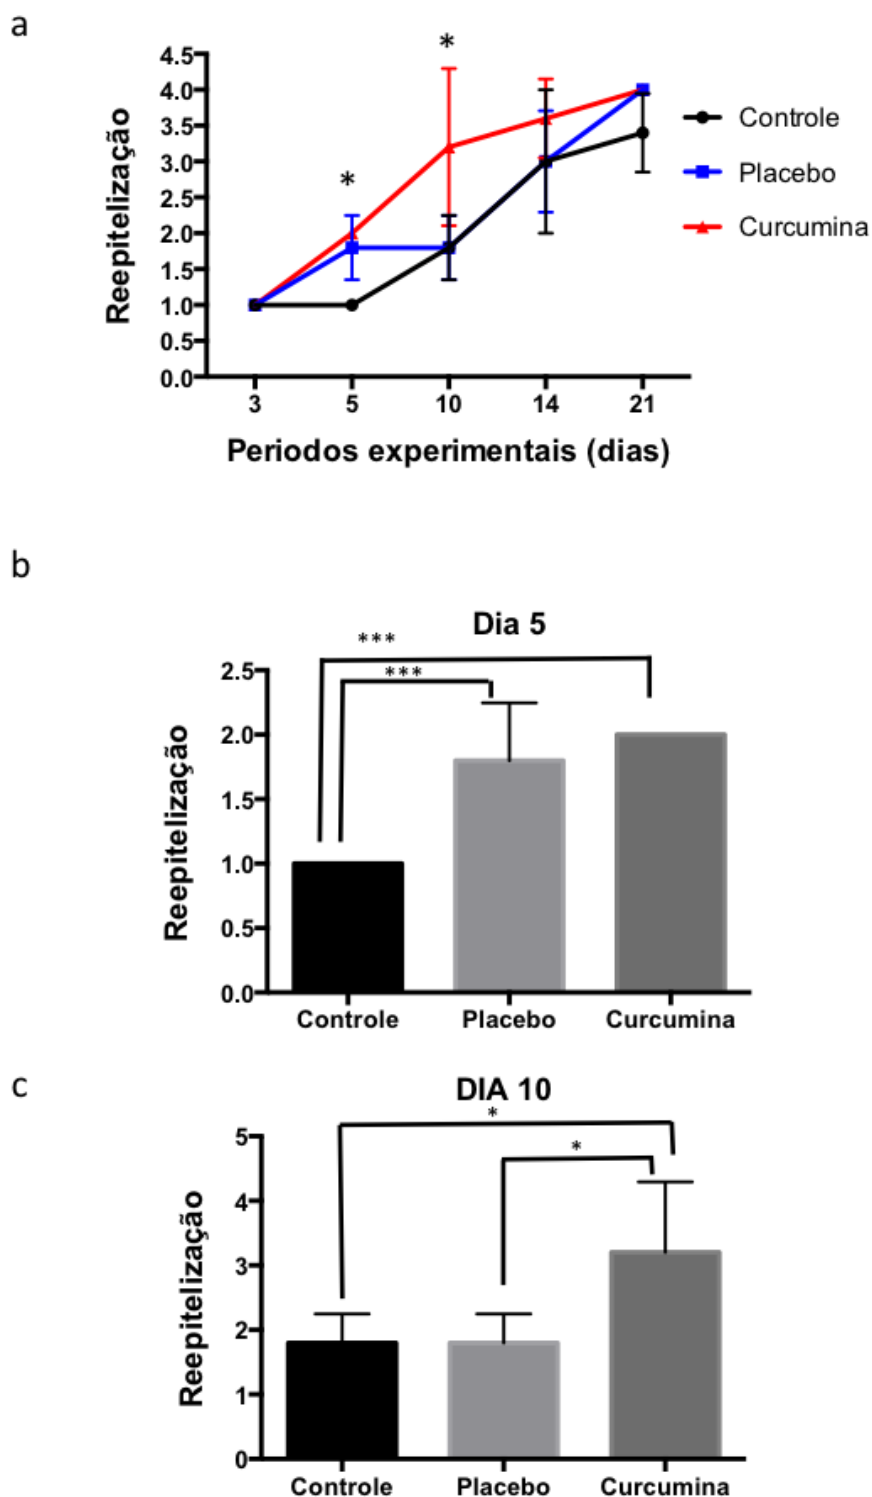 a
*
*
4.5
4.0
3.5
3.0
2.5
2.0
1.5
1.0
0.5
0.0
Reepitelização
3 5 10 14 21
Periodos experimentais (dias)
Controle
Placebo
Curcumina
b
Dia 5
***
***
2.5
2.0
1.5
1.0
0.5
0.0
Reepitelização
Controle Placebo Curcumina
c
DIA 10
*
*
5
4
3
2
1
0
Reepitelização
Controle Placebo Curcumina